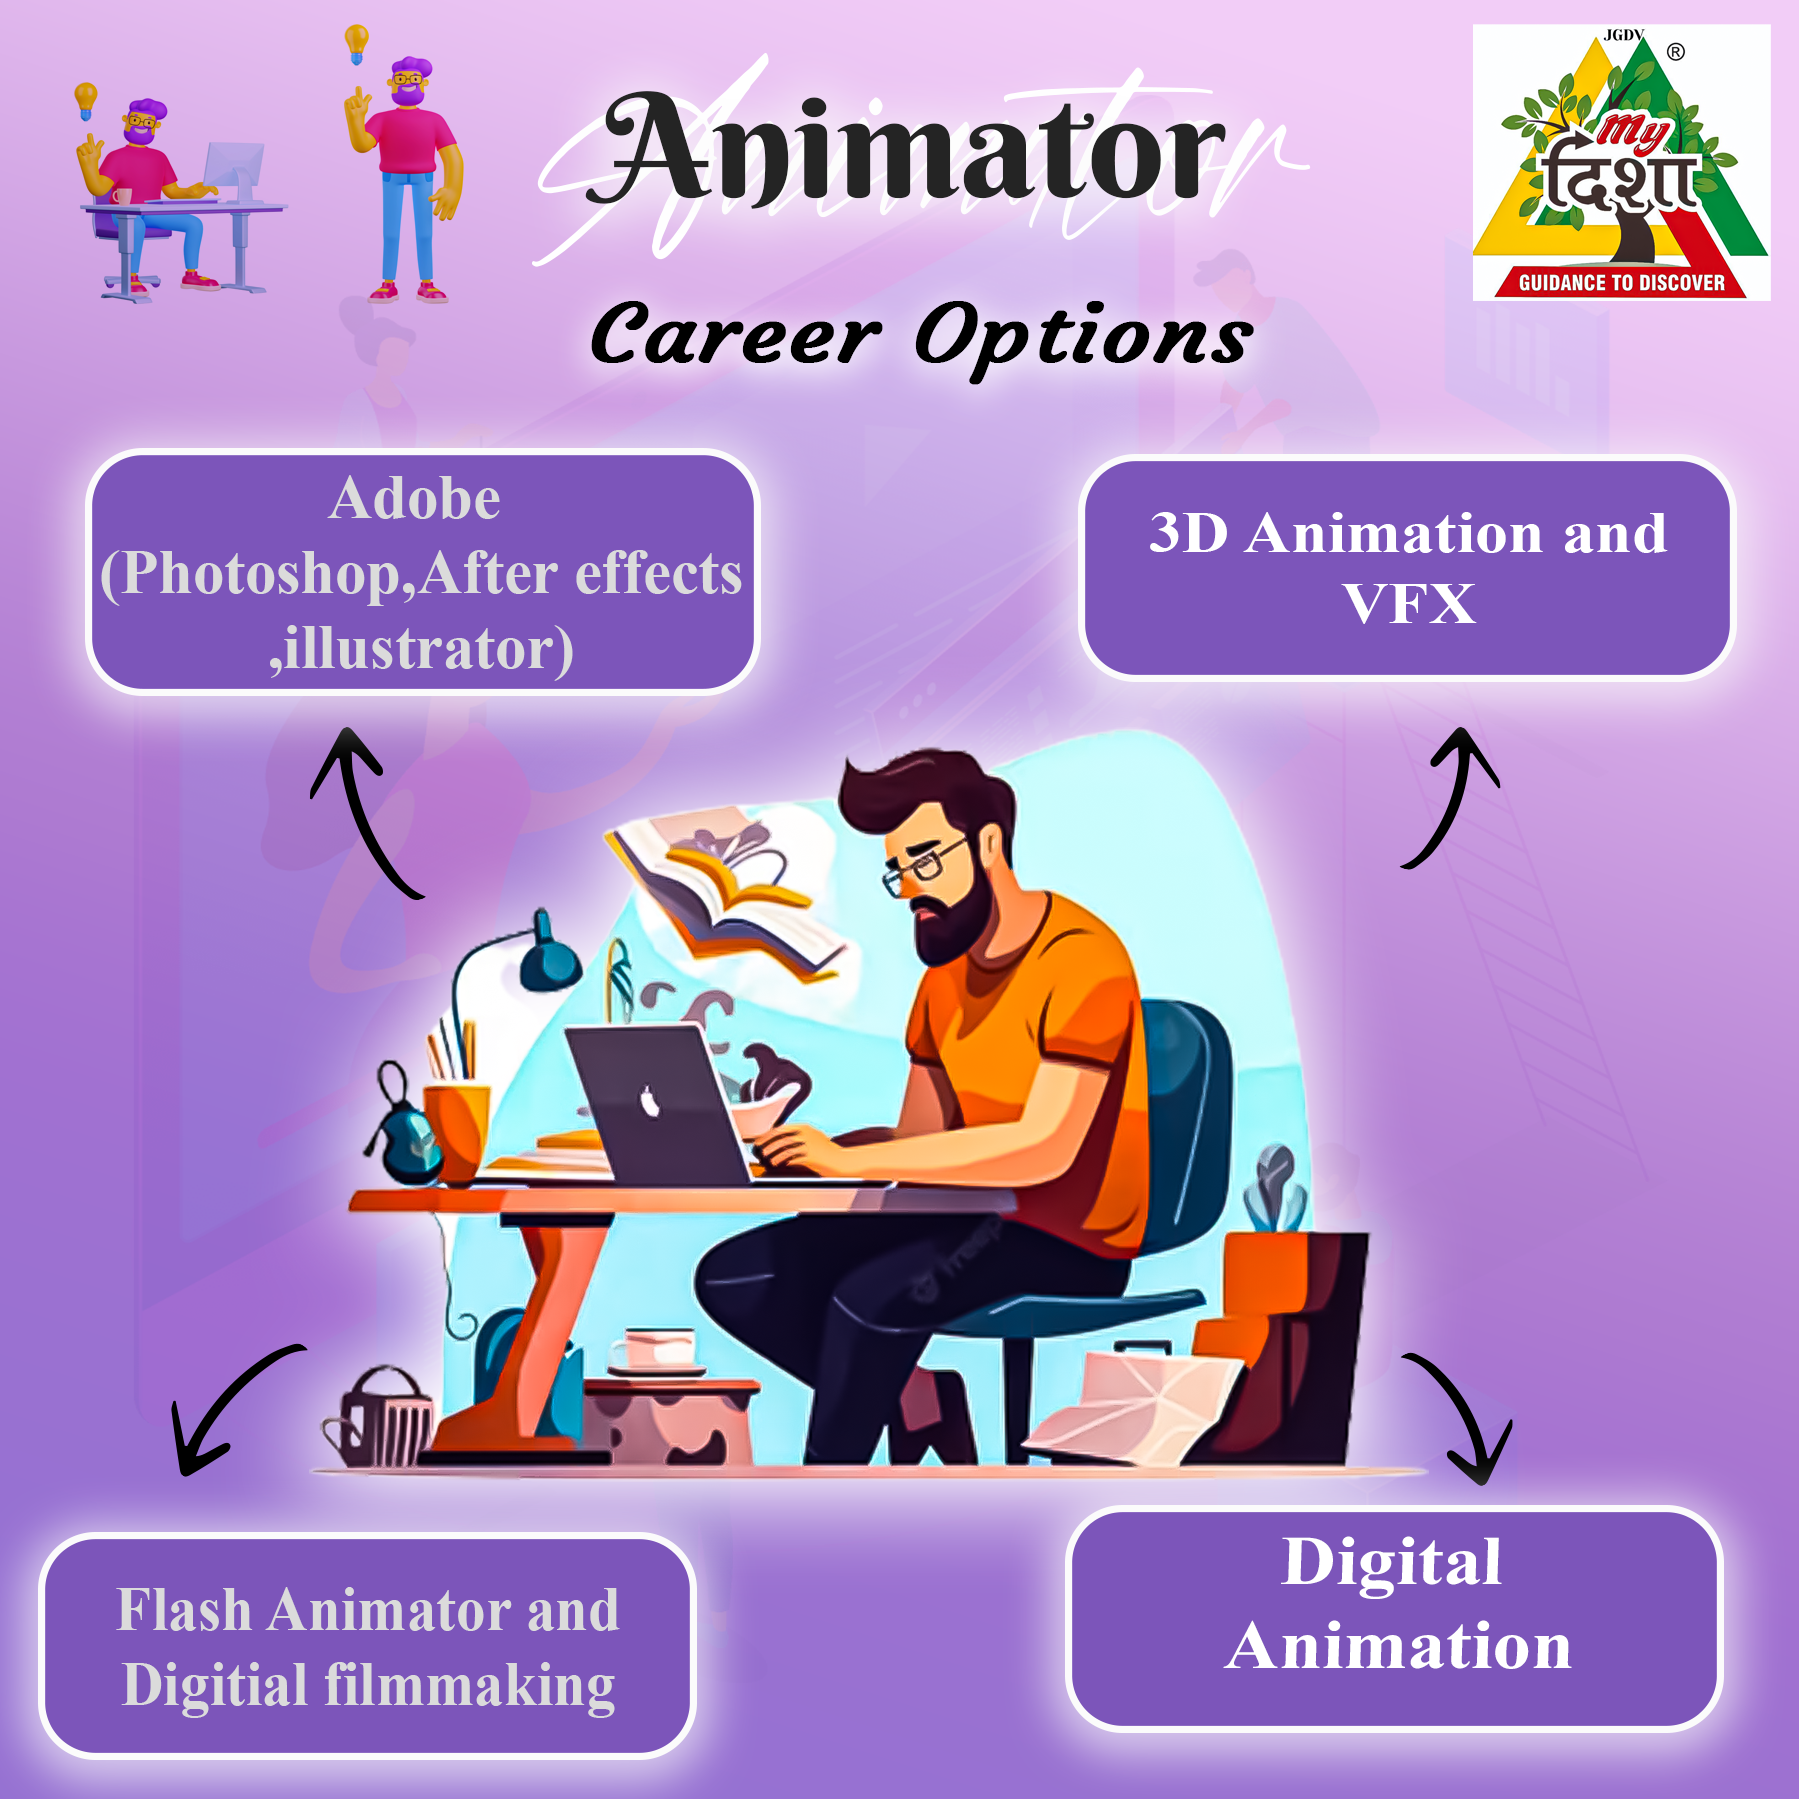 JGDV
®
My
दिशा
GUIDANCE TO DISCOVER
Animator
Animator
Career Options
Adobe
(Photoshop,After effects
,illustrator)
3D Animation and
VFX
Flash Animator and
Digitial filmmaking
Digital
Animation